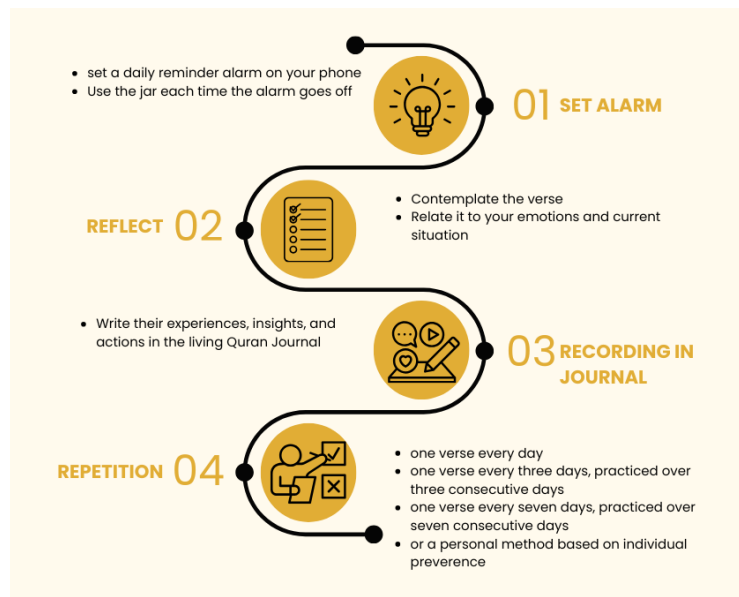 • set a daily reminder alarm on your phone
• Use the jar each time the alarm goes off
01 SET ALARM
REFLECT 02
• Contemplate the verse
• Relate it to your emotions and current
situation
• Write their experiences, insights, and
actions in the living Quran Journal
03 RECORDING IN
JOURNAL
REPETITION 04
• one verse every day
• one verse every three days, practiced over
three consecutive days
• one verse every seven days, practiced over
seven consecutive days
• or a personal method based on individual
preverence